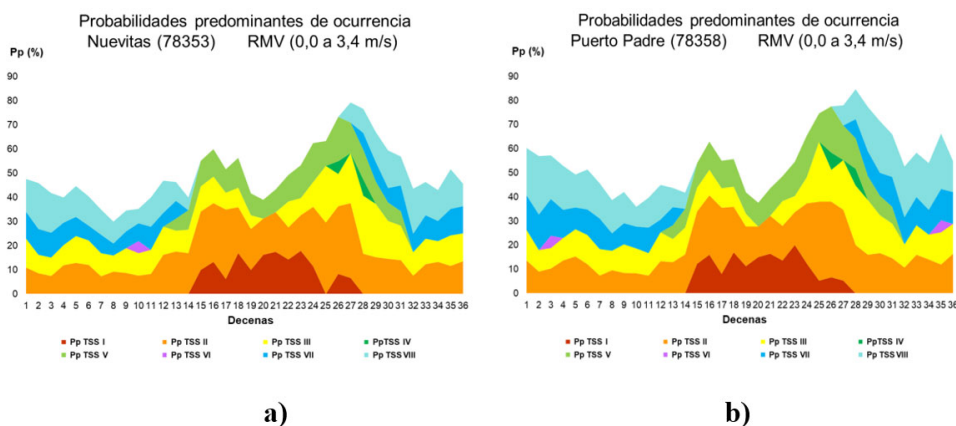 Probabilidades predominantes de ocurrencia
Nuevitas (78353) RMV (0,0 a 3,4 m/s)
Pp (%)
90
80
70
60
50
40
30
20
10
0
1 2 3 4 5 6 7 8 9 10 11 12 13 14 15 16 17 18 19 20 21 22 23 24 25 26 27 28 29 30 31 32 33 34 35 36
Decenas
Pp TSS I Pp TSS II Pp TSS III PpTSS IV
Pp TSS V Pp TSS VI Pp TSS VII Pp TSS VIII
a)
Probabilidades predominantes de ocurrencia
Puerto Padre (78358) RMV (0,0 a 3,4 m/s)
Pp (%)
90
80
70
60
50
40
30
20
10
0
1 2 3 4 5 6 7 8 9 10 11 12 13 14 15 16 17 18 19 20 21 22 23 24 25 26 27 28 29 30 31 32 33 34 35 36
Decenas
Pp TSS I Pp TSS II Pp TSS III PpTSS IV
Pp TSS V Pp TSS VI Pp TSS VII Pp TSS VIII
b)